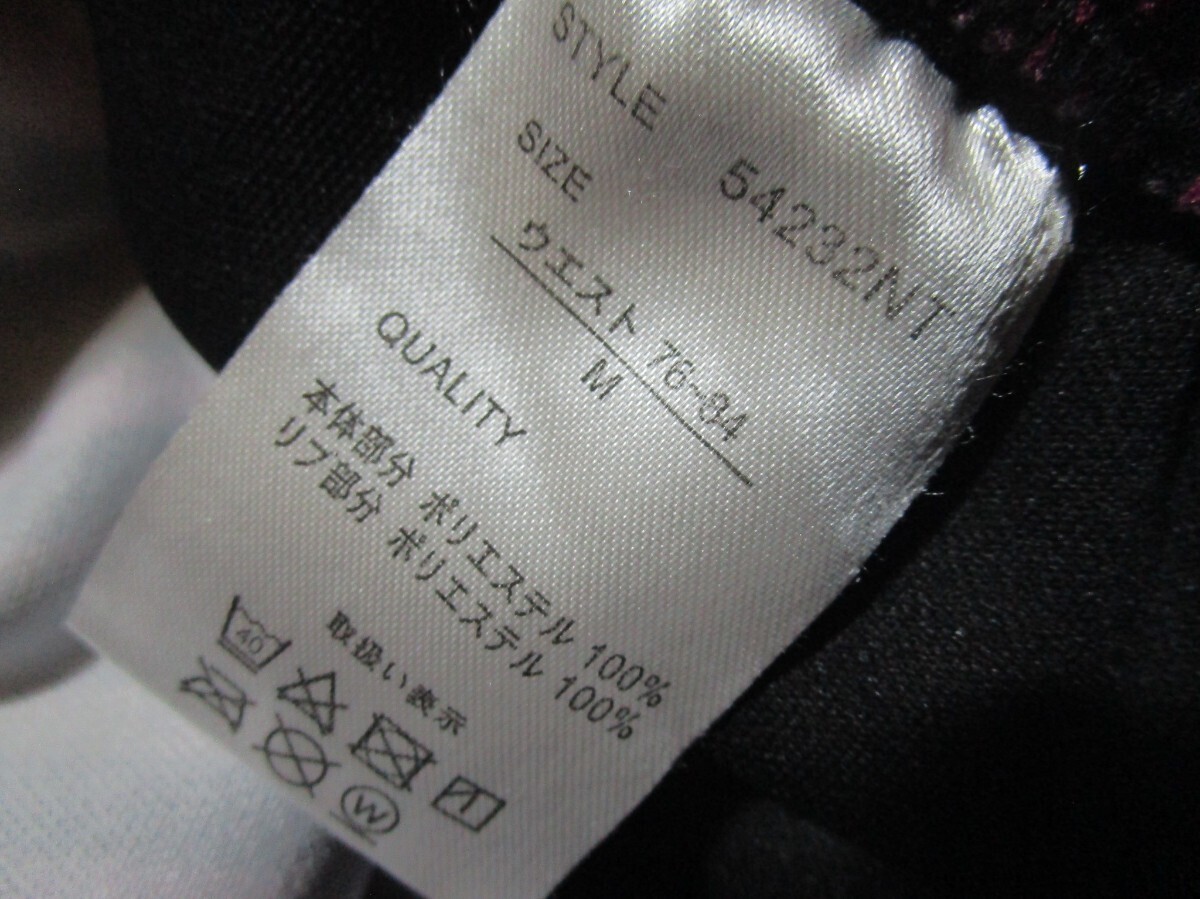 STYLE 54232NT
SIZE
ウエスト 76-84
M
QUALITY
本体部分 ポリエステル 100%
リブ部分 ポリエステル 100%
取扱い表示
40
W